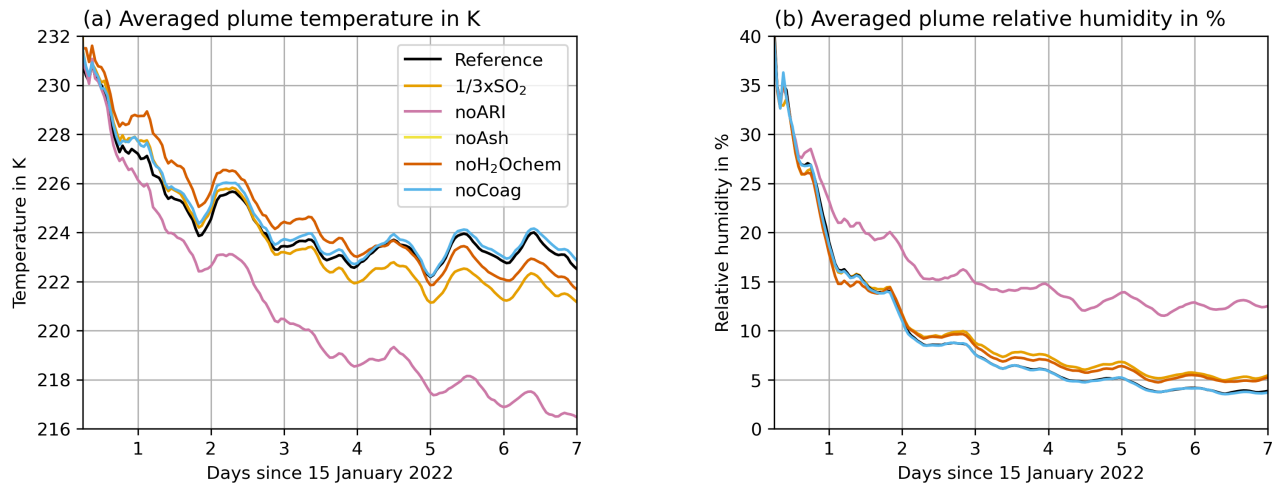 (a) Averaged plume temperature in K
232
230
228
226
224
222
220
218
216
Temperature in K
Reference
1/3xSO₂
noARI
noAsh
noH₂Ochem
noCoag
1 2 3 4 5 6 7
Days since 15 January 2022
(b) Averaged plume relative humidity in %
40
35
30
25
20
15
10
5
0
Relative humidity in %
1 2 3 4 5 6 7
Days since 15 January 2022